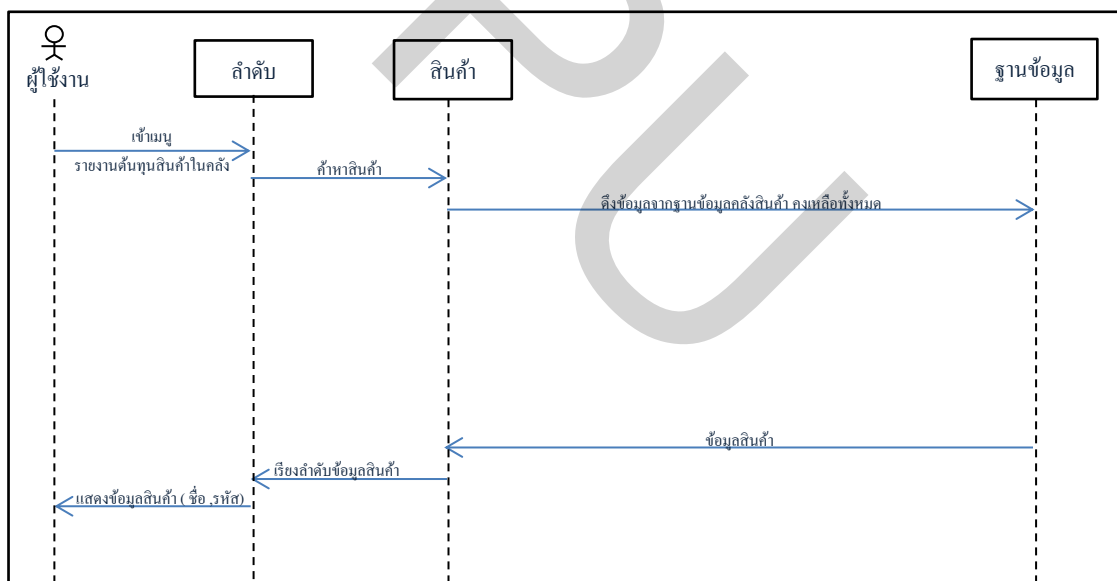 ผู้ใช้งาน
ลำดับ
สินค้า
ฐานข้อมูล
เข้าเมนู
รายงานต้นทุนสินค้าในคลัง
ค้าหาสินค้า
ดึงข้อมูลจากฐานข้อมูลคลังสินค้า คงเหลือทั้งหมด
ข้อมูลสินค้า
เรียงลำดับข้อมูลสินค้า
แสดงข้อมูลสินค้า ( ชื่อ ,รหัส)